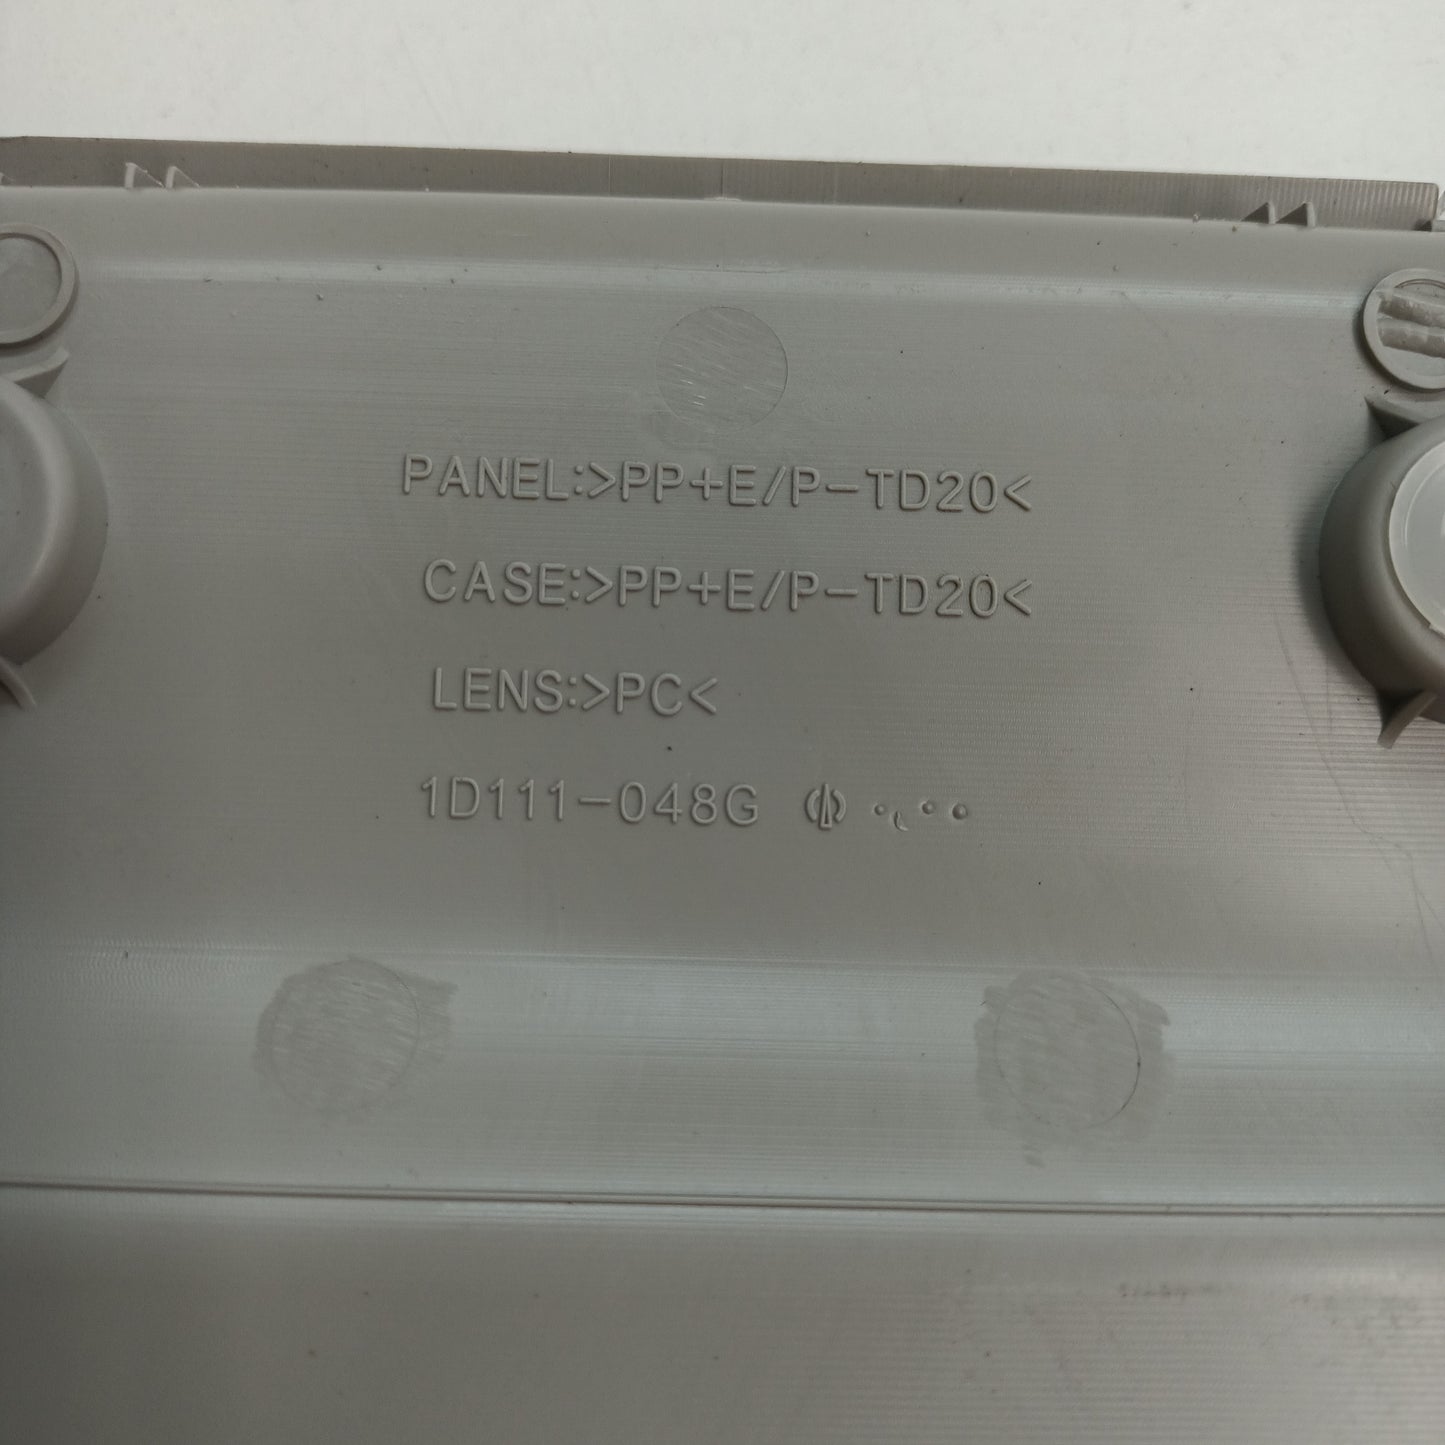 PANEL:>PP+E/P-TD20<
CASE:>PP+E/P-TD20<
LENS:>PC<
1D111-048G